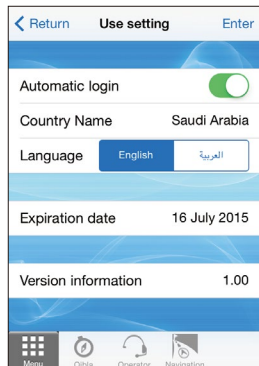 Return Use setting Enter
Automatic login
Country Name Saudi Arabia
Language English العربية
Expiration date 16 July 2015
Version information 1.00
Menu Qibla Operator Navigation